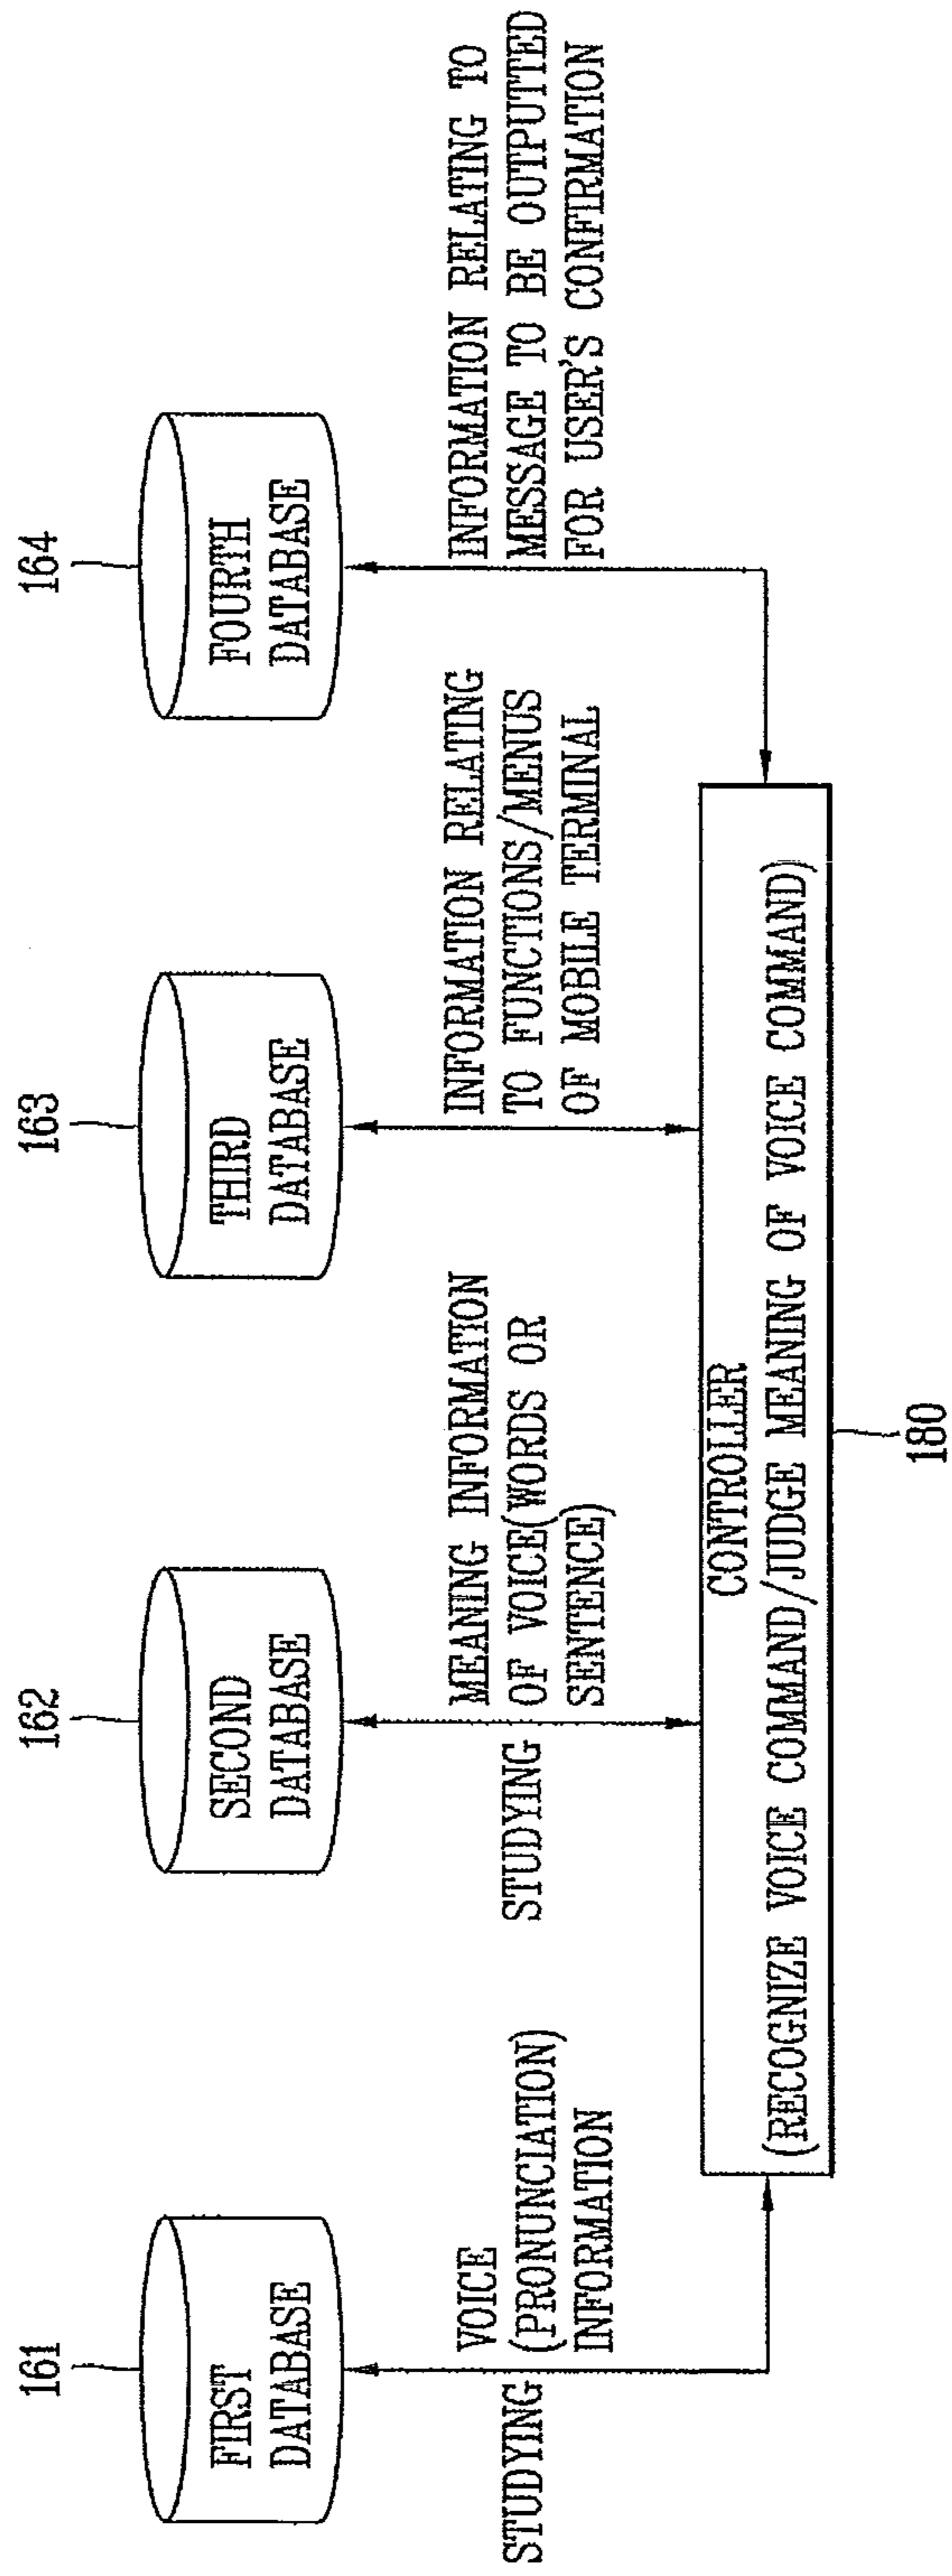 161
162
163
164
FIRST
DATABASE
SECOND
DATABASE
THIRD
DATABASE
FOURTH
DATABASE
STUDYING
VOICE
(PRONUNCIATION)
INFORMATION
STUDYING
MEANING INFORMATION
OF VOICE(WORDS OR
SENTENCE)
INFORMATION RELATING
TO FUNCTIONS/MENUS
OF MOBILE TERMINAL
INFORMATION RELATING TO
MESSAGE TO BE OUTPUTTED
FOR USER'S CONFIRMATION
CONTROLLER
(RECOGNIZE VOICE COMMAND/JUDGE MEANING OF VOICE COMMAND)
180